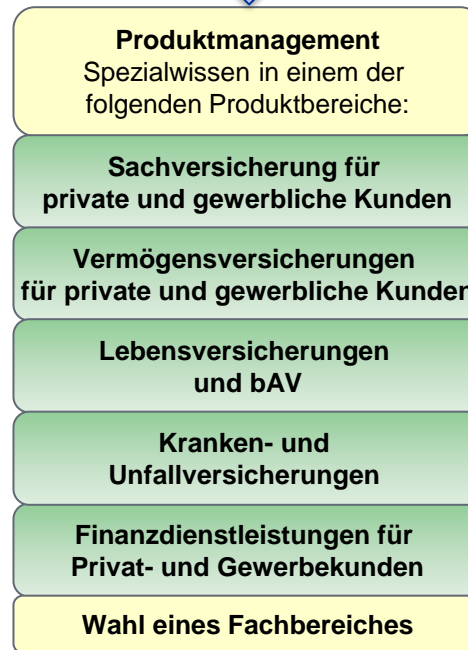 Produktmanagement
Spezialwissen in einem der
folgenden Produktbereiche:
Sachversicherung für
private und gewerbliche Kunden
Vermögensversicherungen
für private und gewerbliche Kunden
Lebensversicherungen
und bAV
Kranken- und
Unfallversicherungen
Finanzdienstleistungen für
Privat- und Gewerbekunden
Wahl eines Fachbereiches